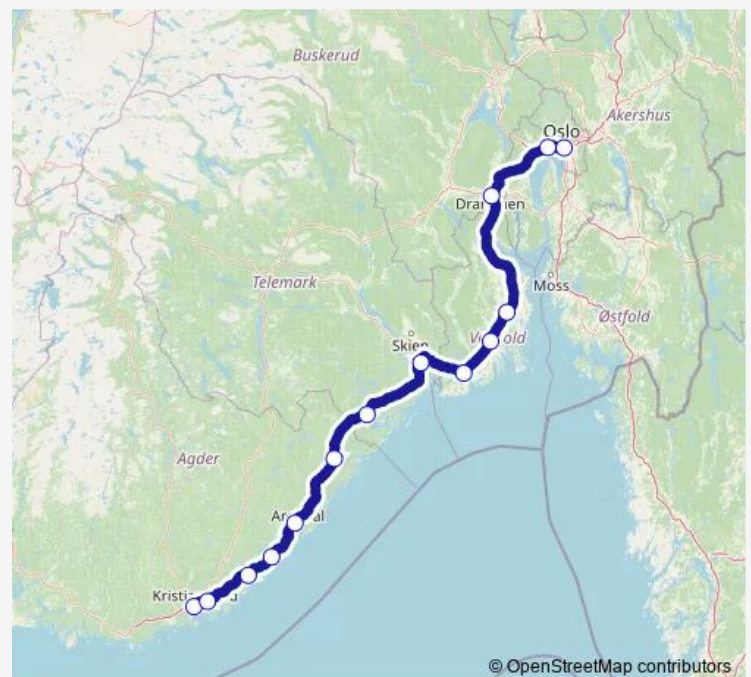 Buskerud
Oslo
Akershus
Telemark
Moss
Østfold
Skien
Agder
© OpenStreetMap contributors